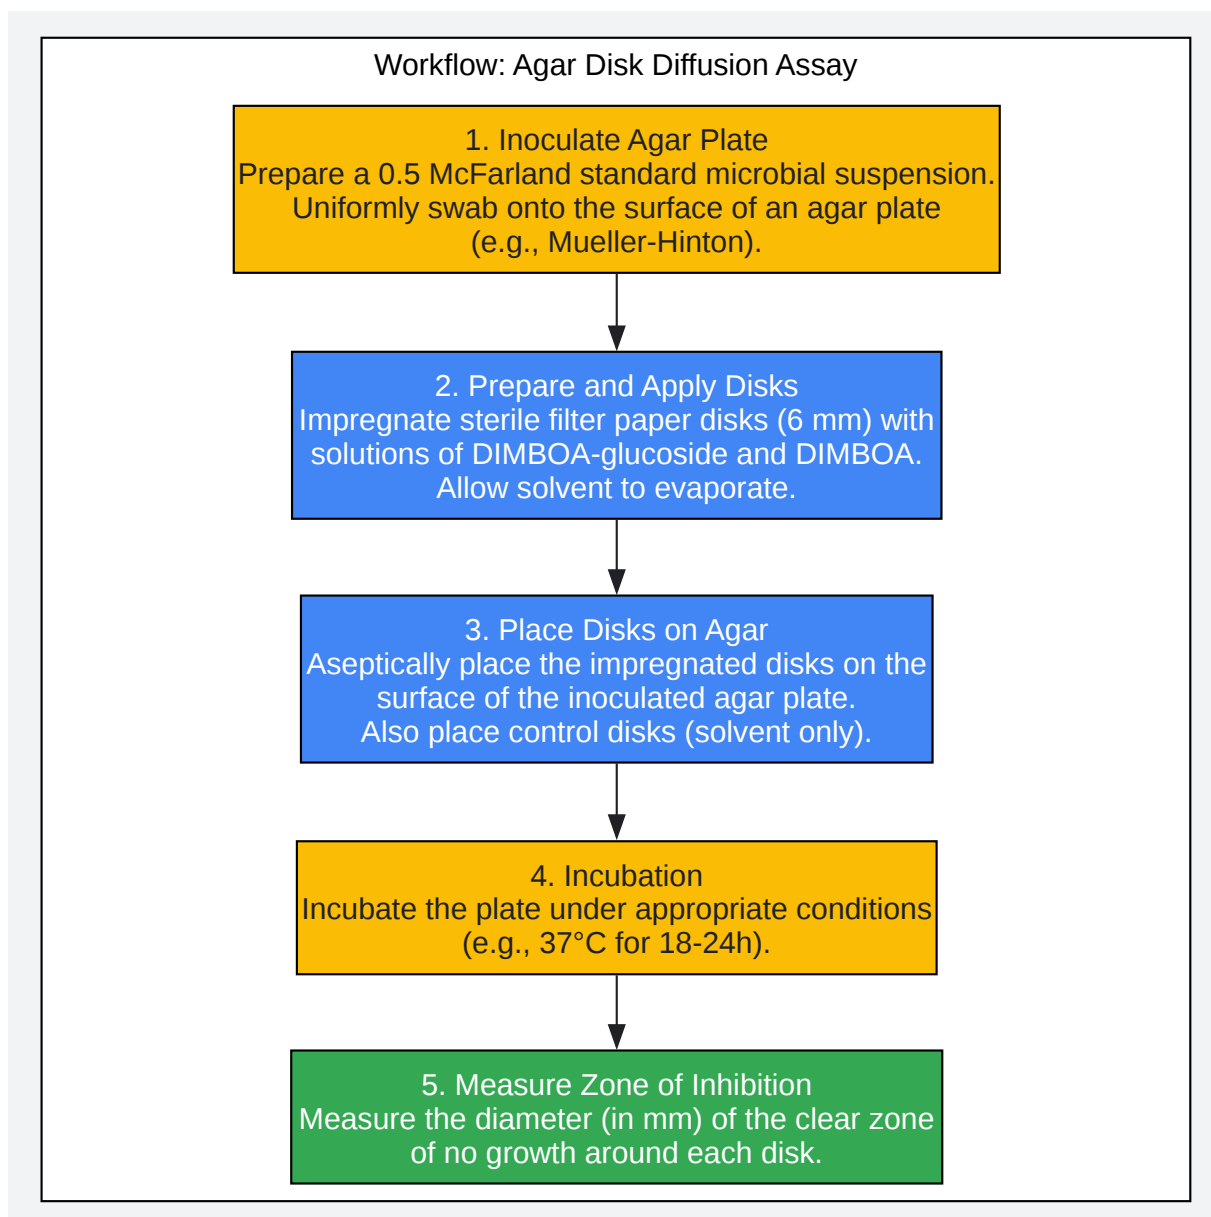 Workflow: Agar Disk Diffusion Assay
1. Inoculate Agar Plate
Prepare a 0.5 McFarland standard microbial suspension.
Uniformly swab onto the surface of an agar plate
(e.g., Mueller-Hinton).
2. Prepare and Apply Disks
Impregnate sterile filter paper disks (6 mm) with
solutions of DIMBOA-glucoside and DIMBOA.
Allow solvent to evaporate.
3. Place Disks on Agar
Aseptically place the impregnated disks on the
surface of the inoculated agar plate.
Also place control disks (solvent only).
4. Incubation
Incubate the plate under appropriate conditions
(e.g., 37°C for 18-24h).
5. Measure Zone of Inhibition
Measure the diameter (in mm) of the clear zone
of no growth around each disk.